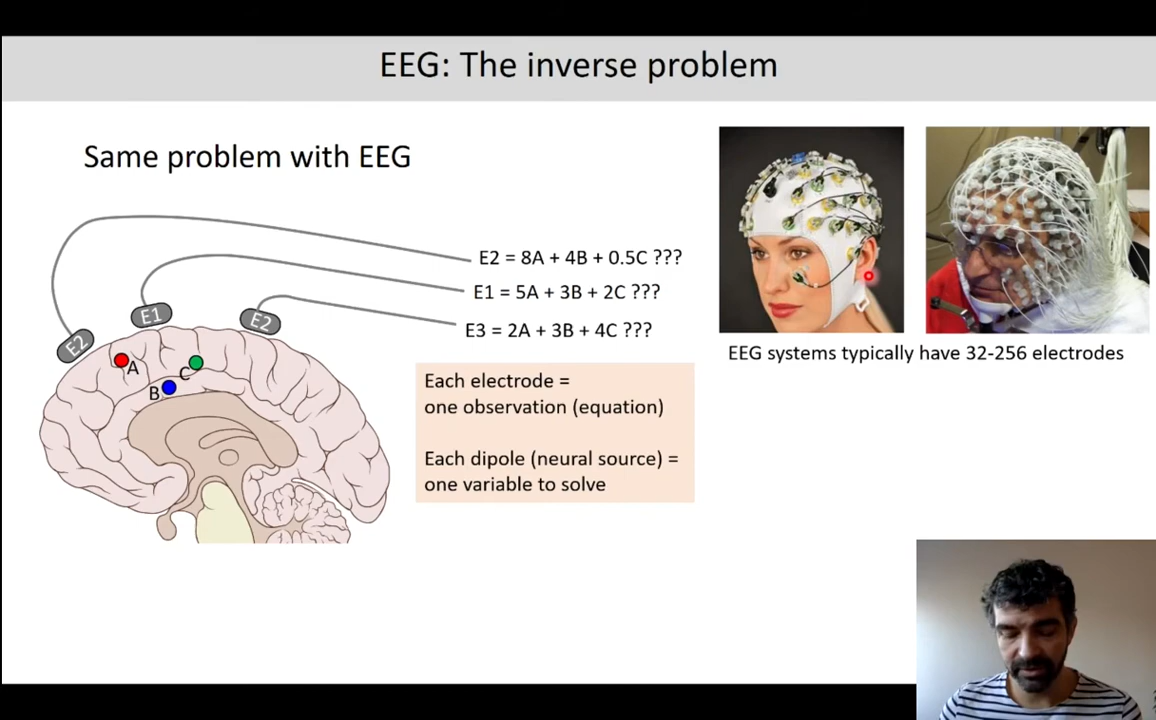 EEG: The inverse problem
Same problem with EEG
E2 = 8A + 4B + 0.5C ???
E1 = 5A + 3B + 2C ???
E3 = 2A + 3B + 4C ???
E2
E1
E2
A
B
C
Each electrode =
one observation (equation)
Each dipole (neural source) =
one variable to solve
EEG systems typically have 32-256 electrodes